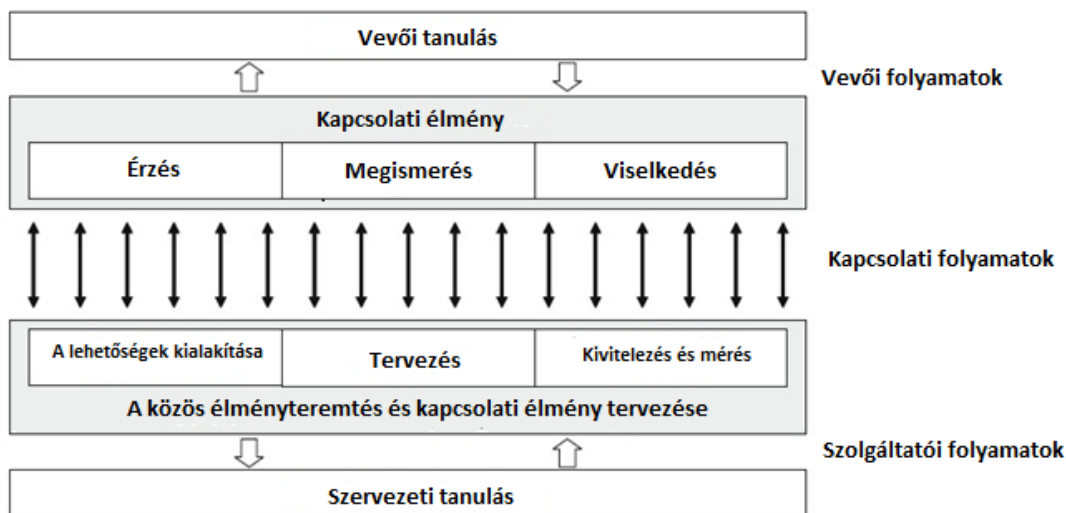 Vevői tanulás
Vevői folyamatok
Kapcsolati élmény
Érzés
Megismerés
Viselkedés
Kapcsolati folyamatok
A lehetőségek kialakítása
Tervezés
Kivitelezés és mérés
A közös élményteremtés és kapcsolati élmény tervezése
Szolgáltatói folyamatok
Szervezeti tanulás